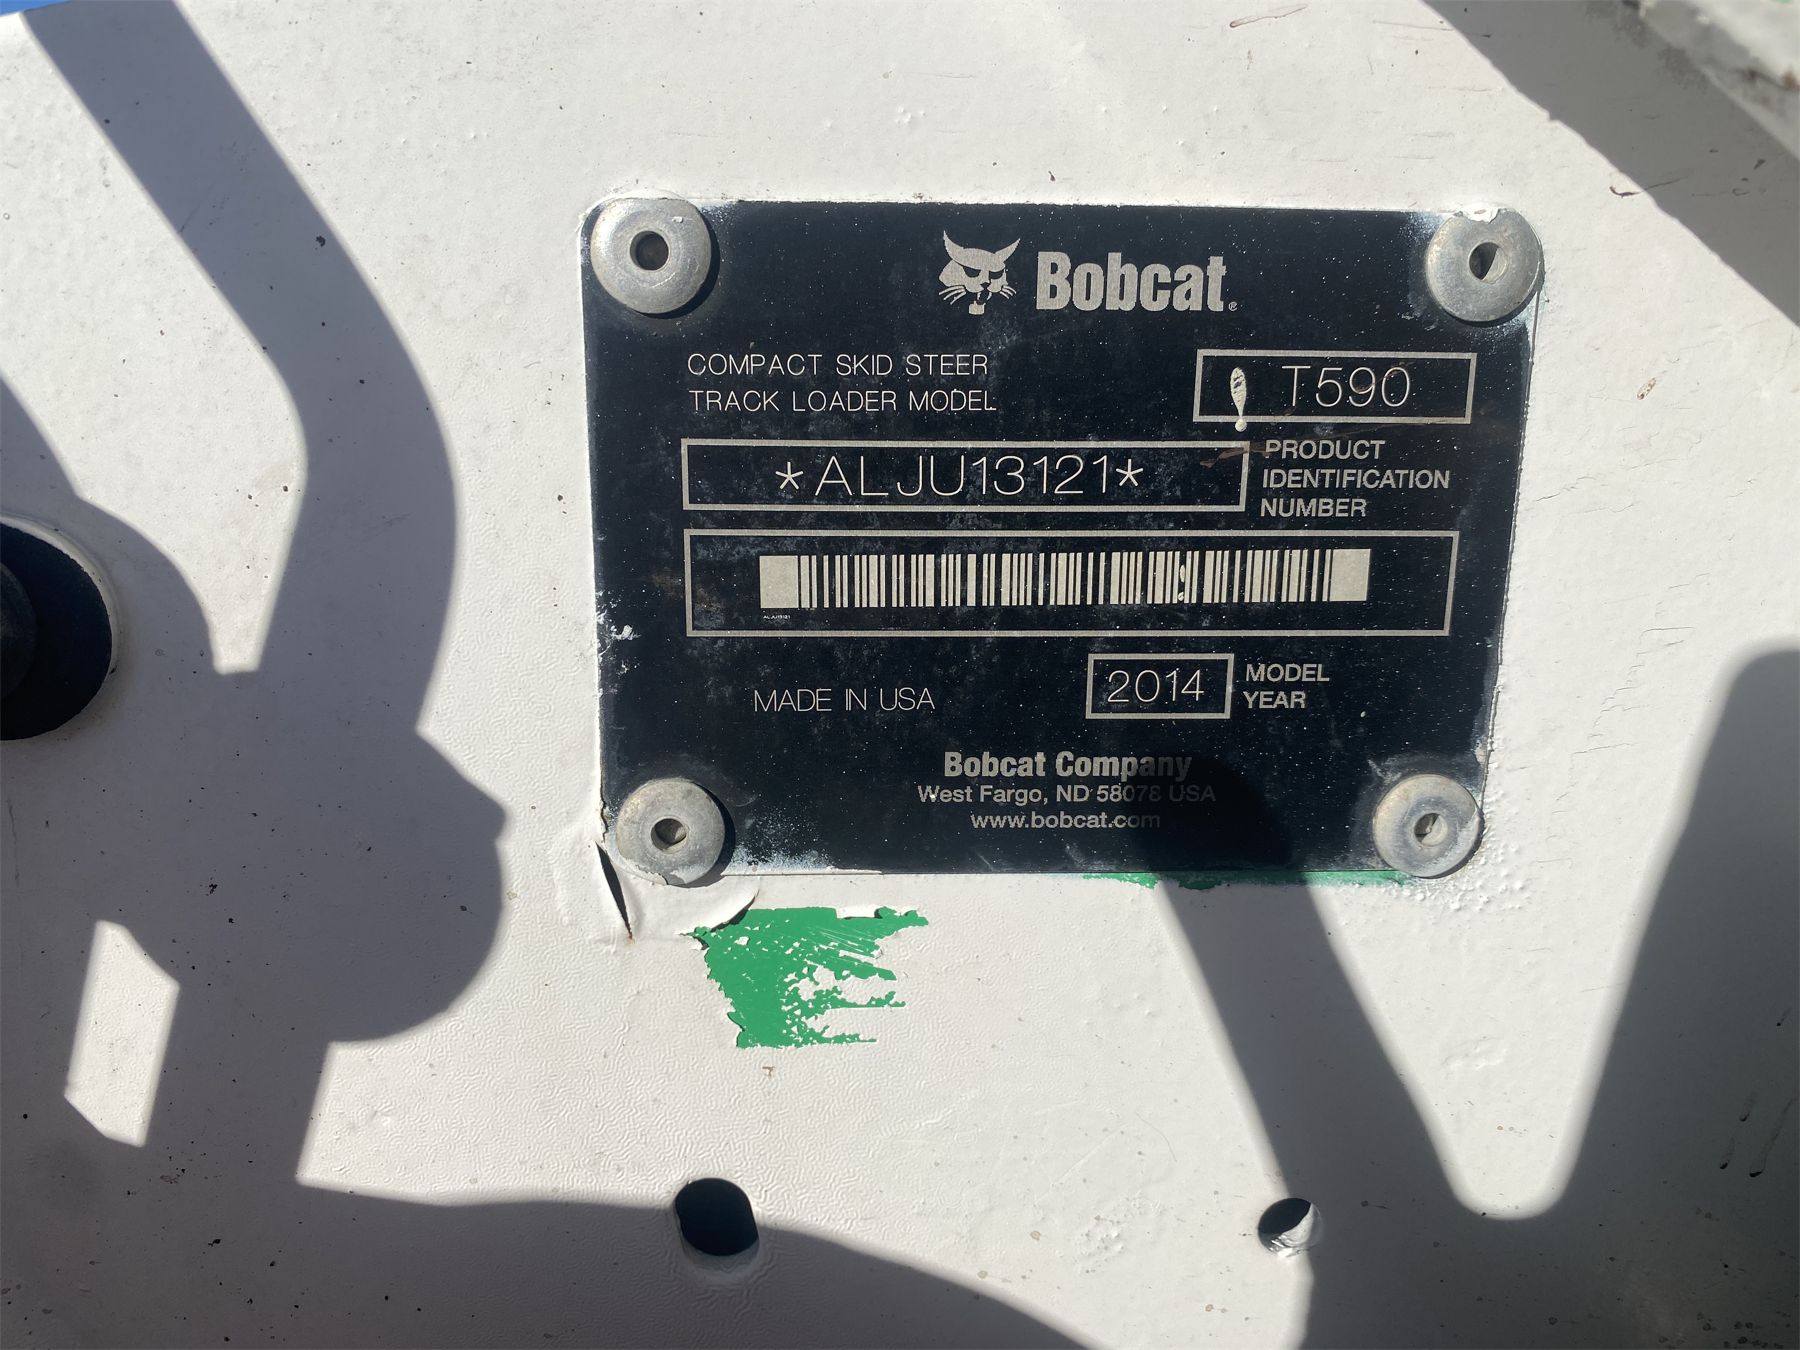 Bobcat®
COMPACT SKID STEER
TRACK LOADER MODEL
T590
*ALJU13121*
PRODUCT
IDENTIFICATION
NUMBER
ALJU13121
MADE IN USA
2014
MODEL
YEAR
Bobcat Company
West Fargo, ND 58078 USA
www.bobcat.com